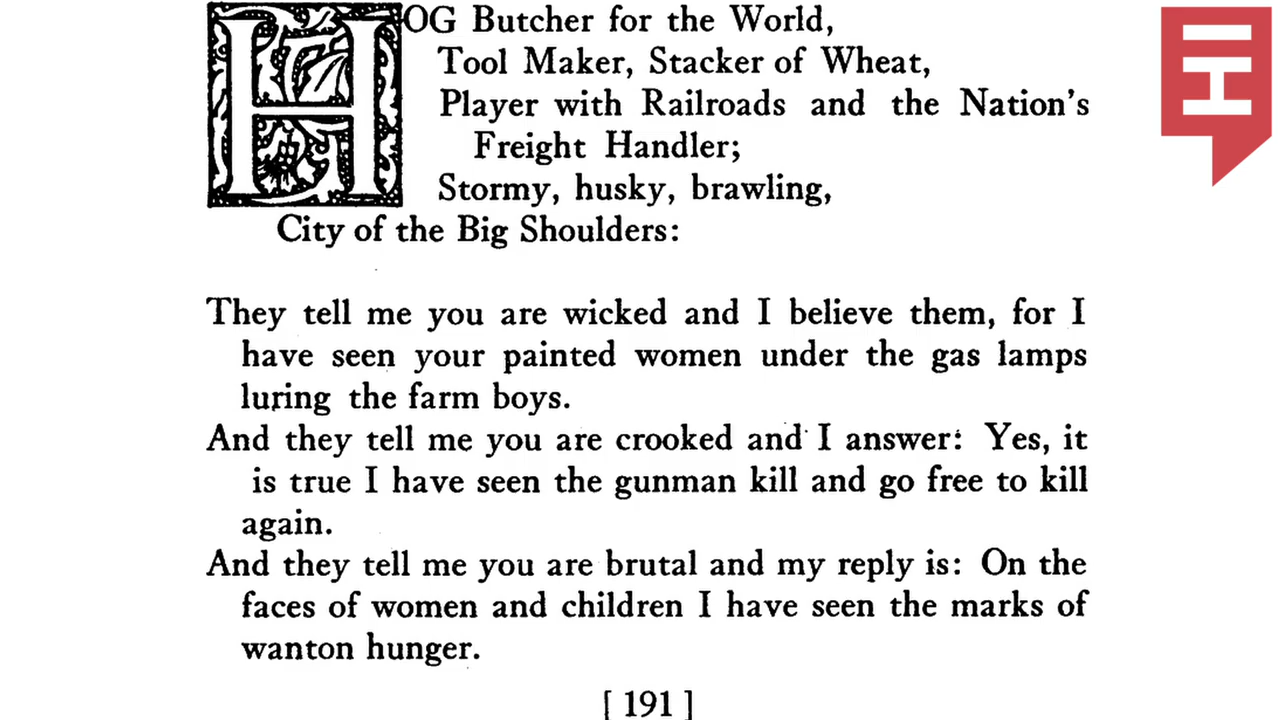 HOG Butcher for the World,
Tool Maker, Stacker of Wheat,
Player with Railroads and the Nation's
Freight Handler;
Stormy, husky, brawling,
City of the Big Shoulders:
They tell me you are wicked and I believe them, for I
have seen your painted women under the gas lamps
luring the farm boys.
And they tell me you are crooked and I answer: Yes, it
is true I have seen the gunman kill and go free to kill
again.
And they tell me you are brutal and my reply is: On the
faces of women and children I have seen the marks of
wanton hunger.
[ 191 ]